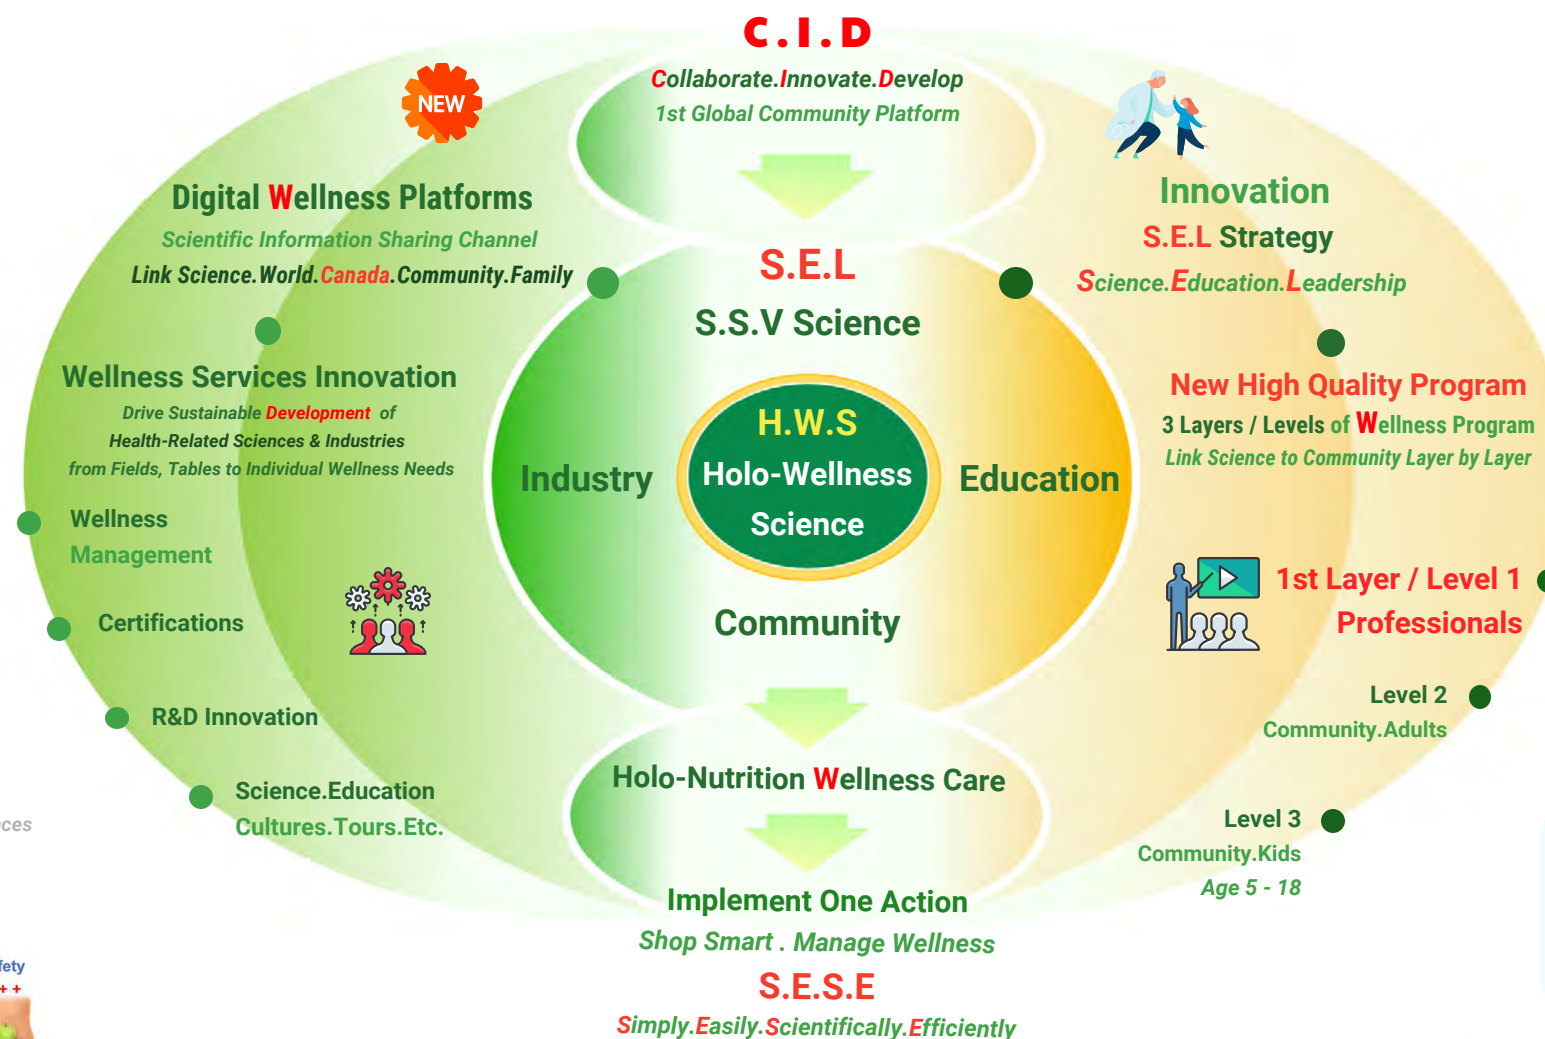 C.I.D
Collaborate.Innovate.Develop
1st Global Community Platform
NEW
Digital Wellness Platforms
Scientific Information Sharing Channel
Link Science.World.Canada.Community.Family
Wellness Services Innovation
Drive Sustainable Development of
Health-Related Sciences & Industries
from Fields, Tables to Individual Wellness Needs
Wellness
Management
Certifications
R&D Innovation
Science.Education
Cultures.Tours.Etc.
S.E.L
S.S.V Science
Industry
H.W.S
Holo-Wellness
Science
Education
Community
Holo-Nutrition Wellness Care
Implement One Action
Shop Smart . Manage Wellness
S.E.S.E
Simply.Easily.Scientifically.Efficiently
Innovation
S.E.L Strategy
Science.Education.Leadership
New High Quality Program
3 Layers / Levels of Wellness Program
Link Science to Community Layer by Layer
1st Layer / Level 1
Professionals
Level 2
Community.Adults
Level 3
Community.Kids
Age 5 - 18
++